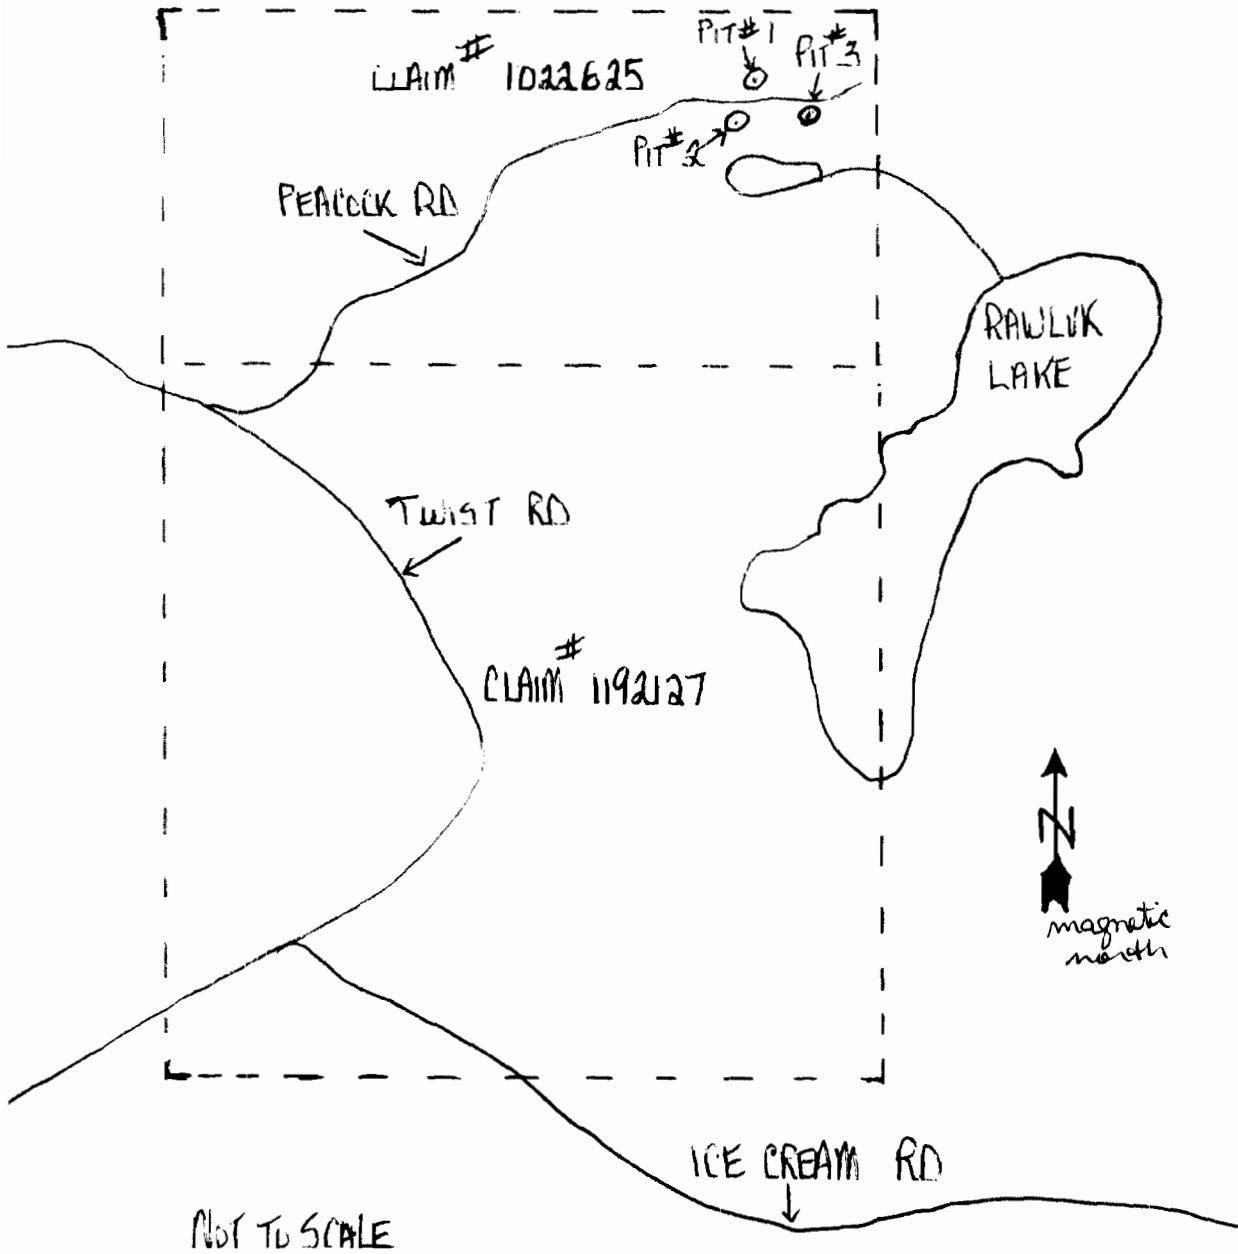 PIT#1
PIT#3
CLAIM# 1022625
PIT#2
PEACOCK RD
RAWLUK
LAKE
TWIST RD
CLAIM# 1192127
N
magnetic
north
ICE CREAM RD
NOT TO SCALE